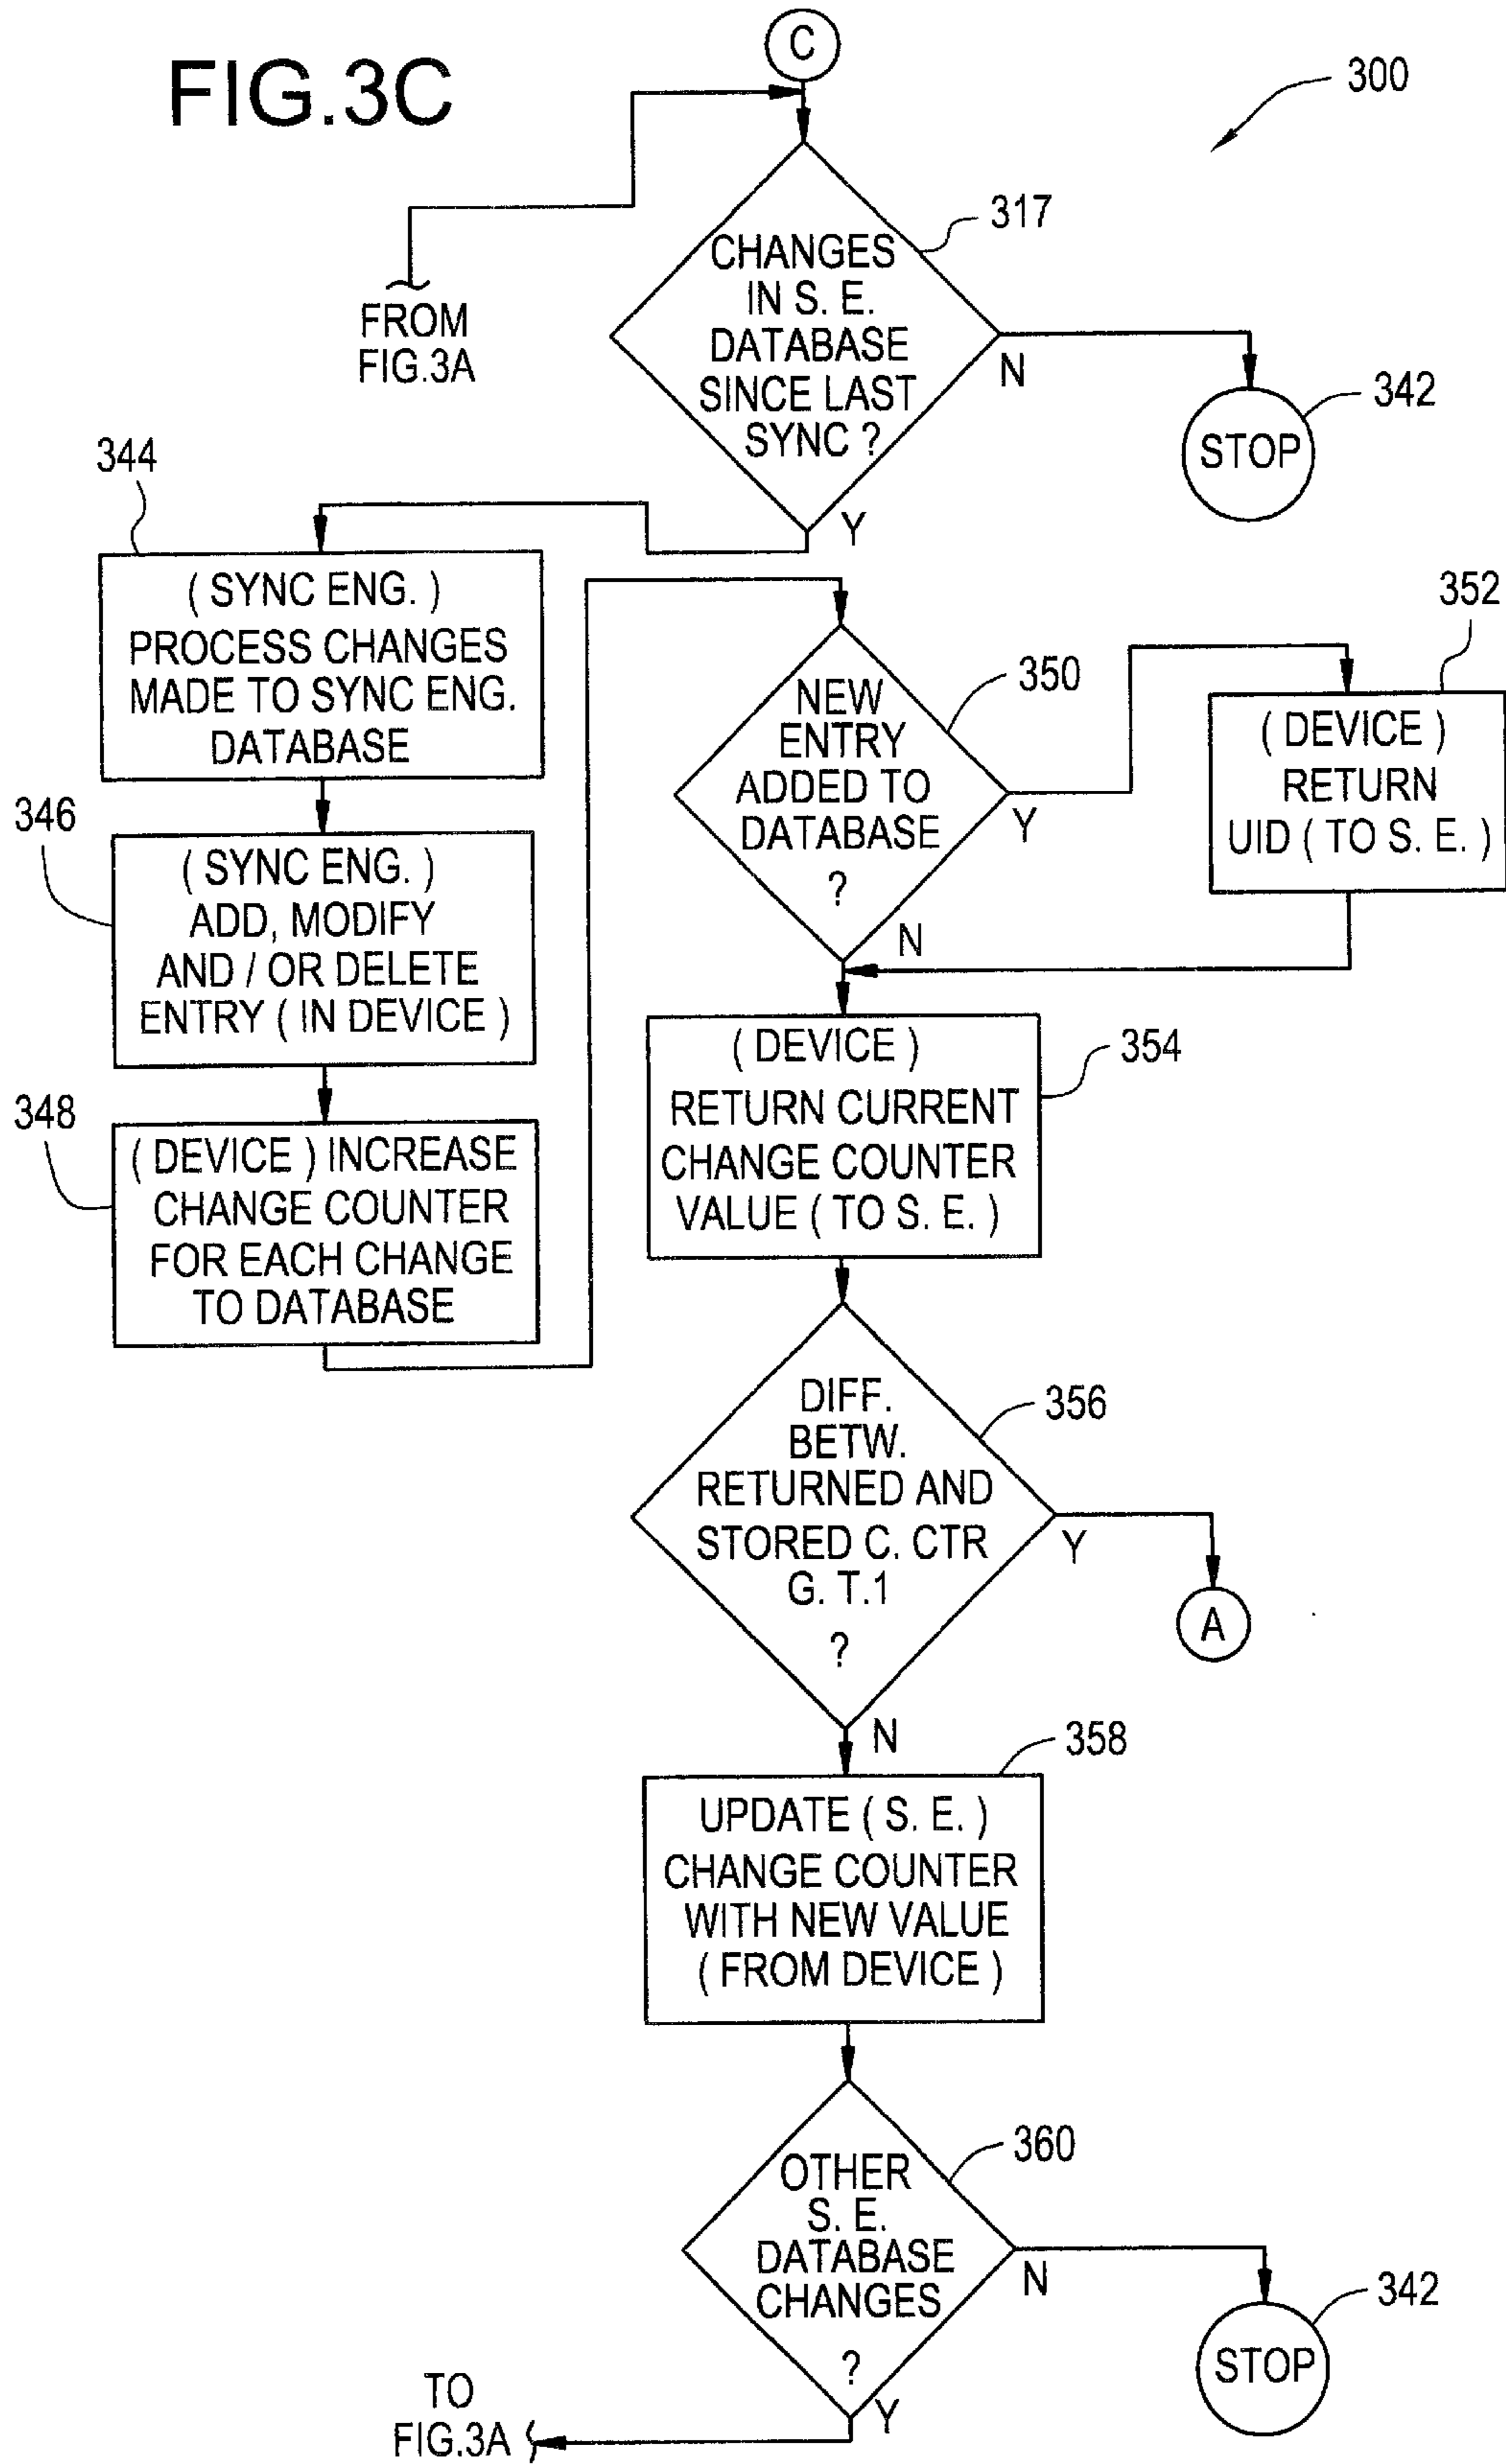 FIG.3C
C
300
317
CHANGES
IN S. E.
DATABASE
SINCE LAST
SYNC ?
FROM
FIG.3A
N
342
STOP
Y
344
( SYNC ENG. )
PROCESS CHANGES
MADE TO SYNC ENG.
DATABASE
346
( SYNC ENG. )
ADD, MODIFY
AND / OR DELETE
ENTRY ( IN DEVICE )
348
( DEVICE ) INCREASE
CHANGE COUNTER
FOR EACH CHANGE
TO DATABASE
350
NEW
ENTRY
ADDED TO
DATABASE
?
Y
352
( DEVICE )
RETURN
UID ( TO S. E. )
N
354
( DEVICE )
RETURN CURRENT
CHANGE COUNTER
VALUE ( TO S. E. )
356
DIFF.
BETW.
RETURNED AND
STORED C. CTR
G. T.1
?
Y
A
N
358
UPDATE ( S. E. )
CHANGE COUNTER
WITH NEW VALUE
( FROM DEVICE )
360
OTHER
S. E.
DATABASE
CHANGES
?
N
342
STOP
Y
TO
FIG.3A